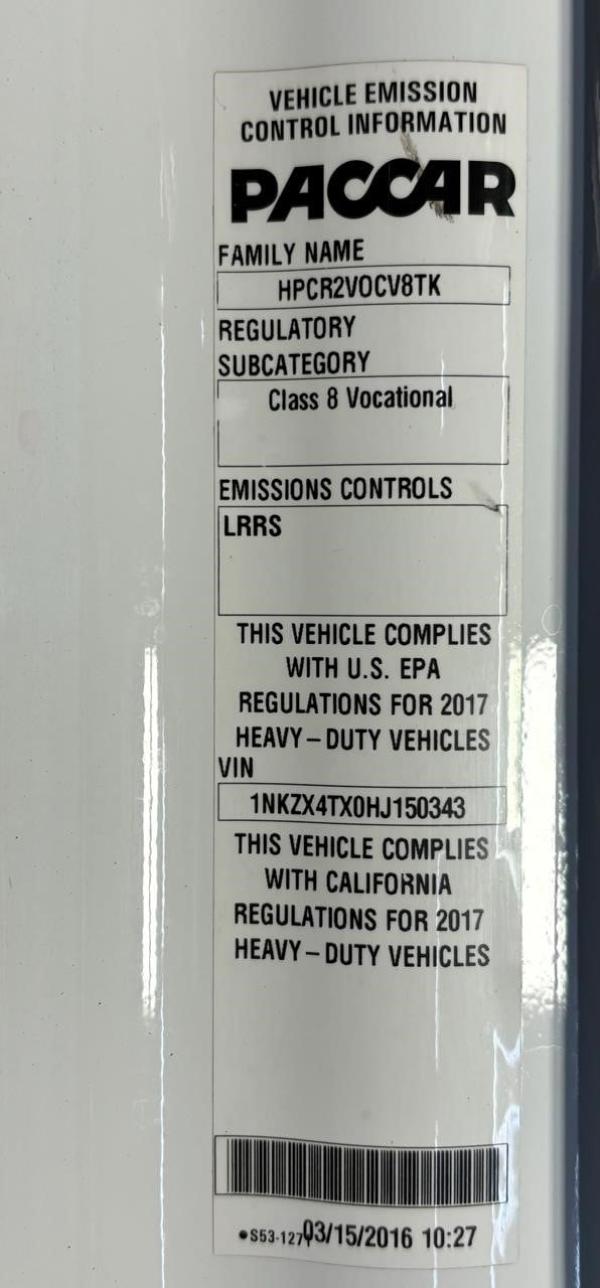 VEHICLE EMISSION
CONTROL INFORMATION
PACCAR
FAMILY NAME
HPCR2VOCV8TK
REGULATORY
SUBCATEGORY
Class 8 Vocational
EMISSIONS CONTROLS
LRRS
THIS VEHICLE COMPLIES
WITH U.S. EPA
REGULATIONS FOR 2017
HEAVY–DUTY VEHICLES
VIN
1NKZX4TX0HJ150343
THIS VEHICLE COMPLIES
WITH CALIFORNIA
REGULATIONS FOR 2017
HEAVY–DUTY VEHICLES
•S53-127 03/15/2016 10:27